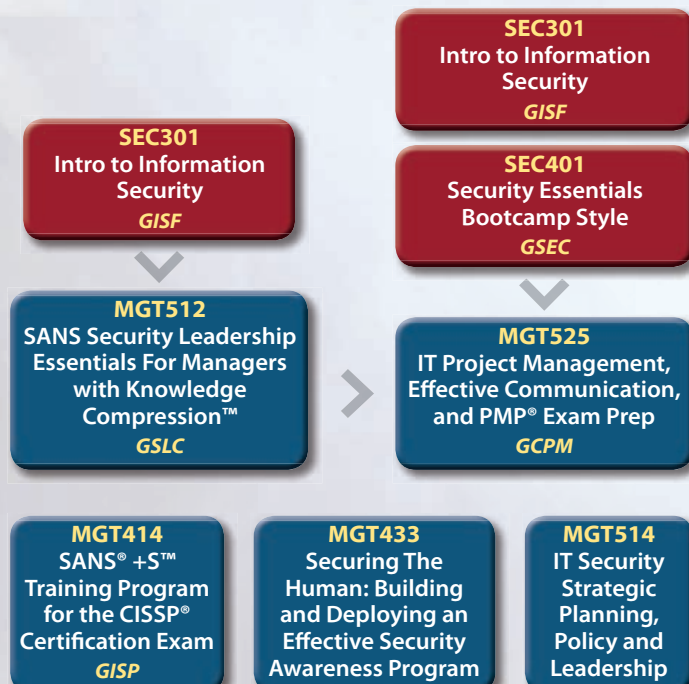 SEC301
Intro to Information
Security
GISF
SEC301
Intro to Information
Security
GISF
SEC401
Security Essentials
Bootcamp Style
GSEC
MGT512
SANS Security Leadership
Essentials For Managers
with Knowledge
Compression™
GSLC
MGT525
IT Project Management,
Effective Communication,
and PMP® Exam Prep
GCPM
MGT414
SANS® +S™
Training Program
for the CISSP®
Certification Exam
GISP
MGT433
Securing The
Human: Building
and Deploying an
Effective Security
Awareness Program
MGT514
IT Security
Strategic
Planning,
Policy and
Leadership